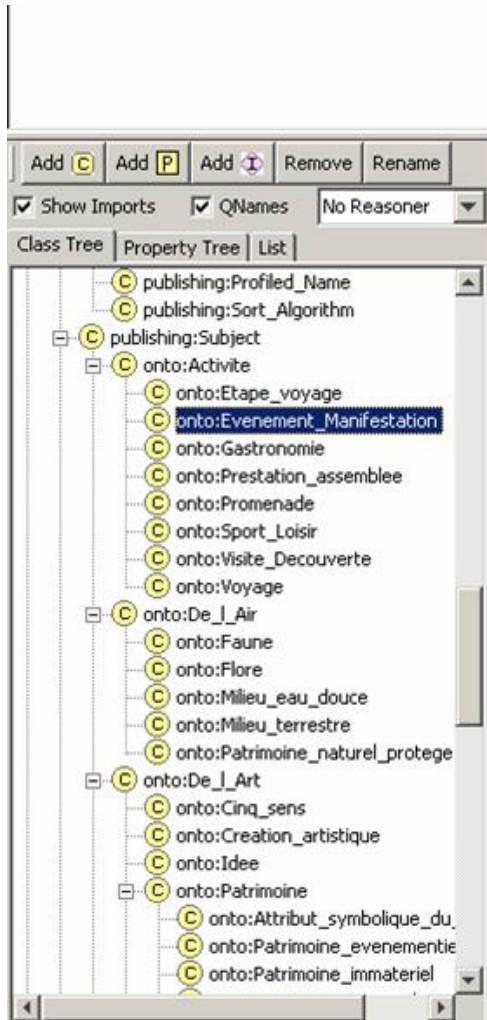 Add C Add P Add I Remove Rename
Show Imports QNames No Reasoner
Class Tree Property Tree List
C publishing:Profiled_Name
C publishing:Sort_Algorithm
C publishing:Subject
C onto:Activite
C onto:Etape_voyage
C onto:Evenement_Manifestation
C onto:Gastronomie
C onto:Prestation_assemblee
C onto:Promenade
C onto:Sport_Loisir
C onto:Visite_Decouverte
C onto:Voyage
C onto:De_l_Air
C onto:Faune
C onto:Flore
C onto:Milieu_eau_douce
C onto:Milieu_terrestre
C onto:Patrimoine_naturel_protege
C onto:De_l_Art
C onto:Cinq_sens
C onto:Creation_artistique
C onto:Idee
C onto:Patrimoine
C onto:Attribut_symbolique_du_
C onto:Patrimoine_evenementie
C onto:Patrimoine_immateriel